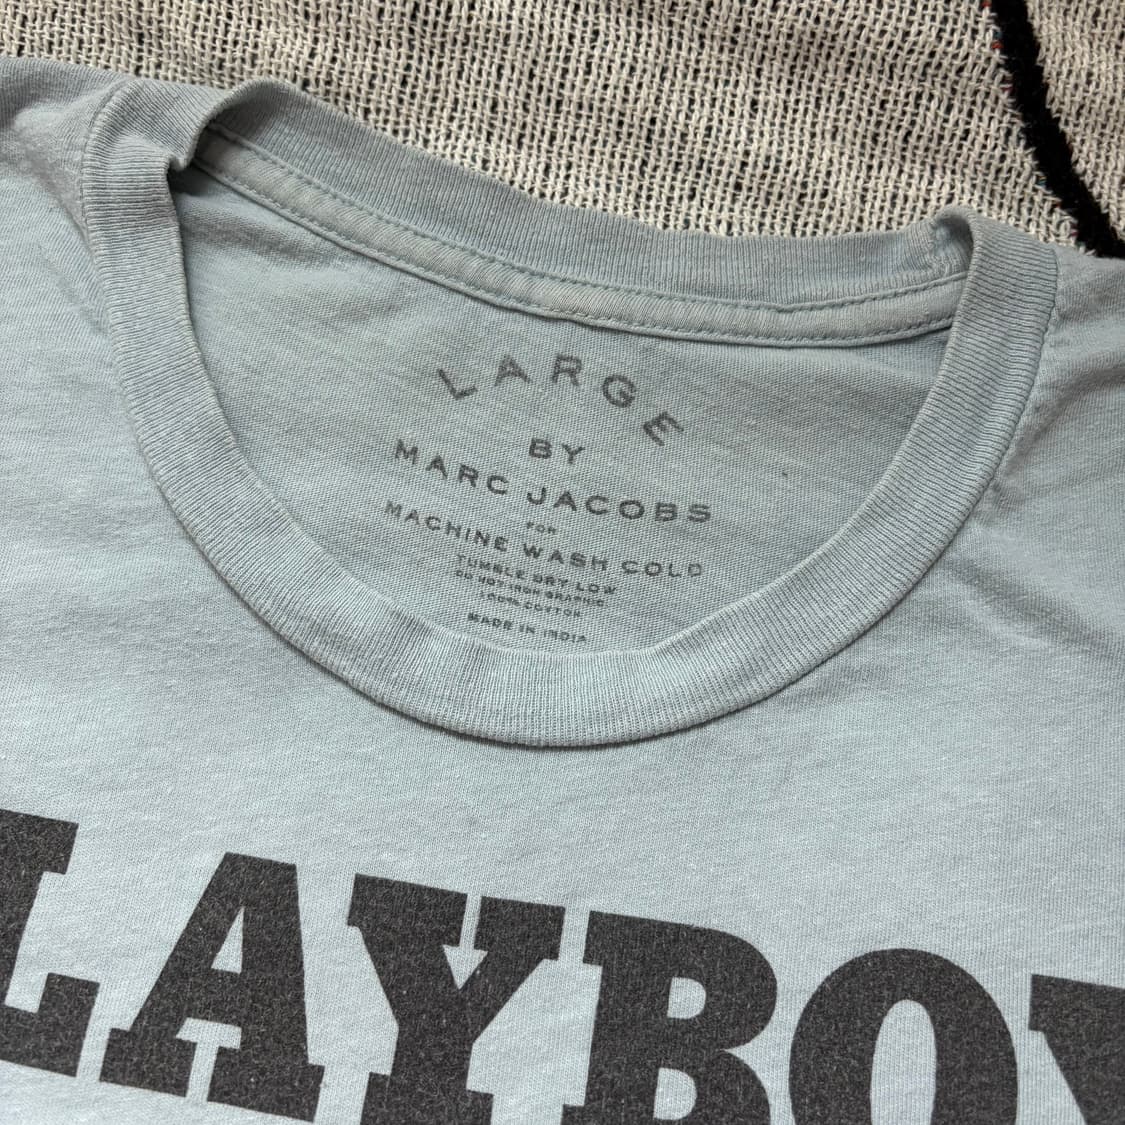 LARGE
BY
MARC JACOBS
FOR
MACHINE WASH COLD
TUMBLE DRY LOW
DO NOT IRON GRAPHIC
100% COTTON
MADE IN INDIA
LAYBOY